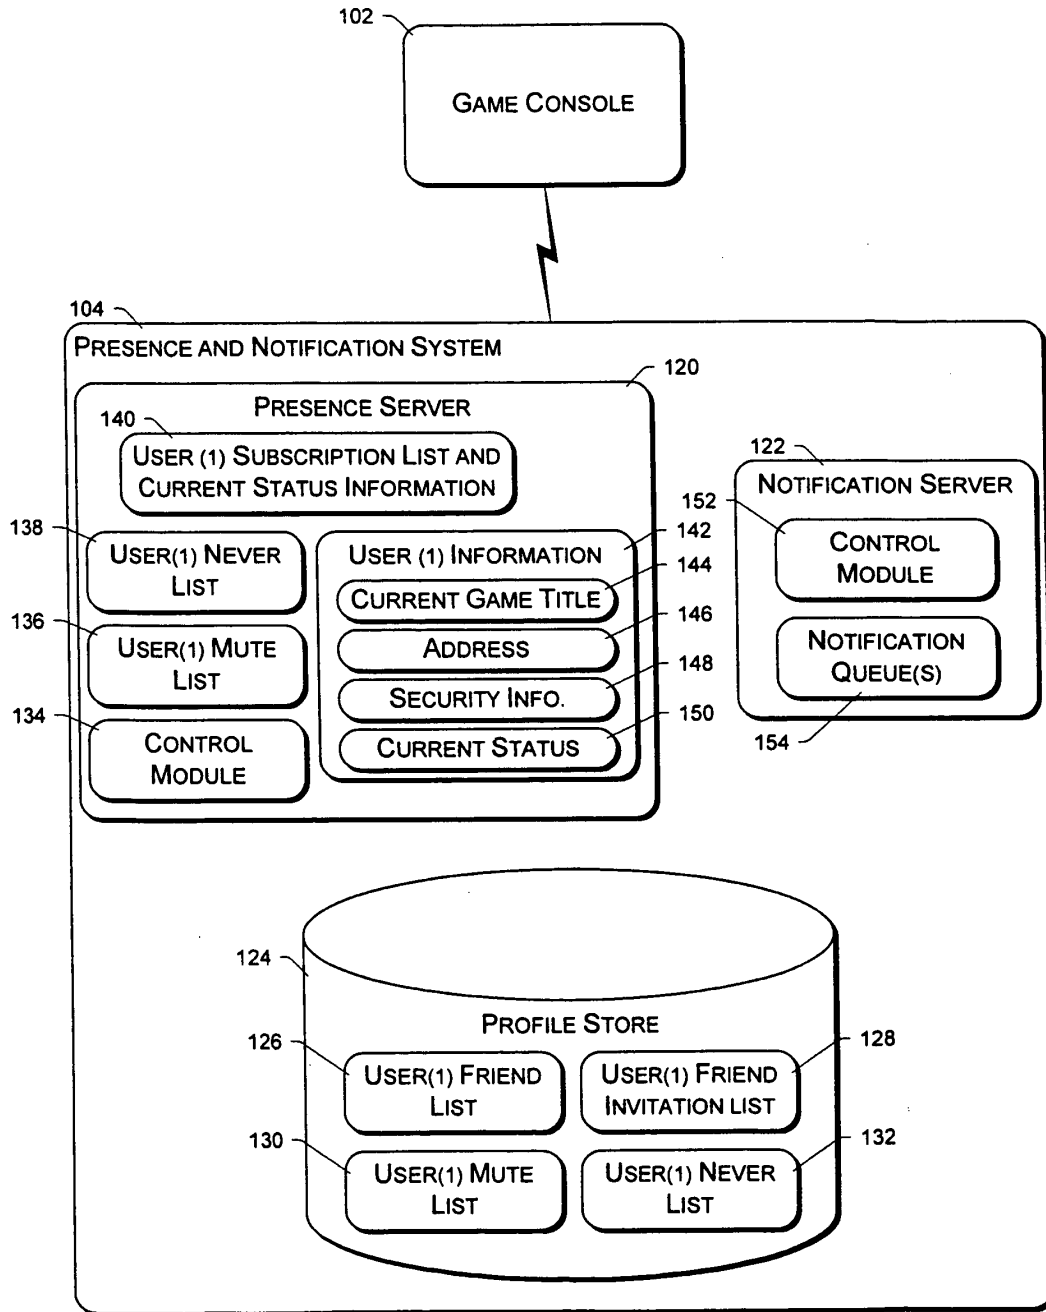 102
GAME CONSOLE
104
PRESENCE AND NOTIFICATION SYSTEM
120
PRESENCE SERVER
140
USER (1) SUBSCRIPTION LIST AND
CURRENT STATUS INFORMATION
138
USER(1) NEVER
LIST
136
USER(1) MUTE
LIST
134
CONTROL
MODULE
142
USER (1) INFORMATION
144
CURRENT GAME TITLE
146
ADDRESS
148
SECURITY INFO.
150
CURRENT STATUS
122
NOTIFICATION SERVER
152
CONTROL
MODULE
NOTIFICATION
QUEUE(S)
154
124
PROFILE STORE
126
USER(1) FRIEND
LIST
128
USER(1) FRIEND
INVITATION LIST
130
USER(1) MUTE
LIST
132
USER(1) NEVER
LIST